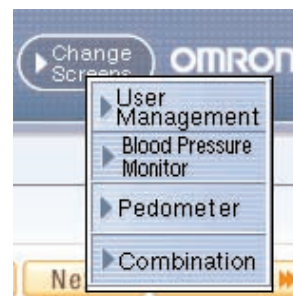 Change
Screens
OMRON
User
Management
Blood Pressure
Monitor
Pedometer
Combination
Ne